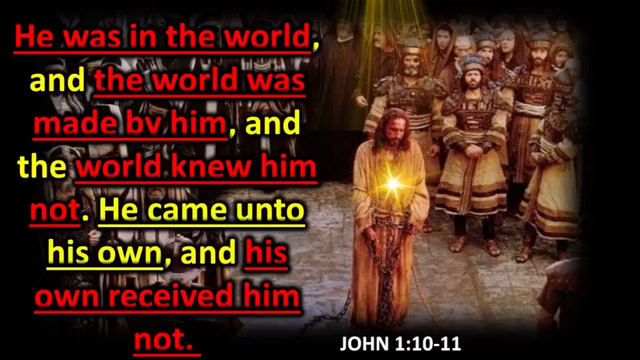 He was in the world,
and the world was
made by him, and
the world knew him
not. He came unto
his own, and his
own received him
not.
JOHN 1:10-11